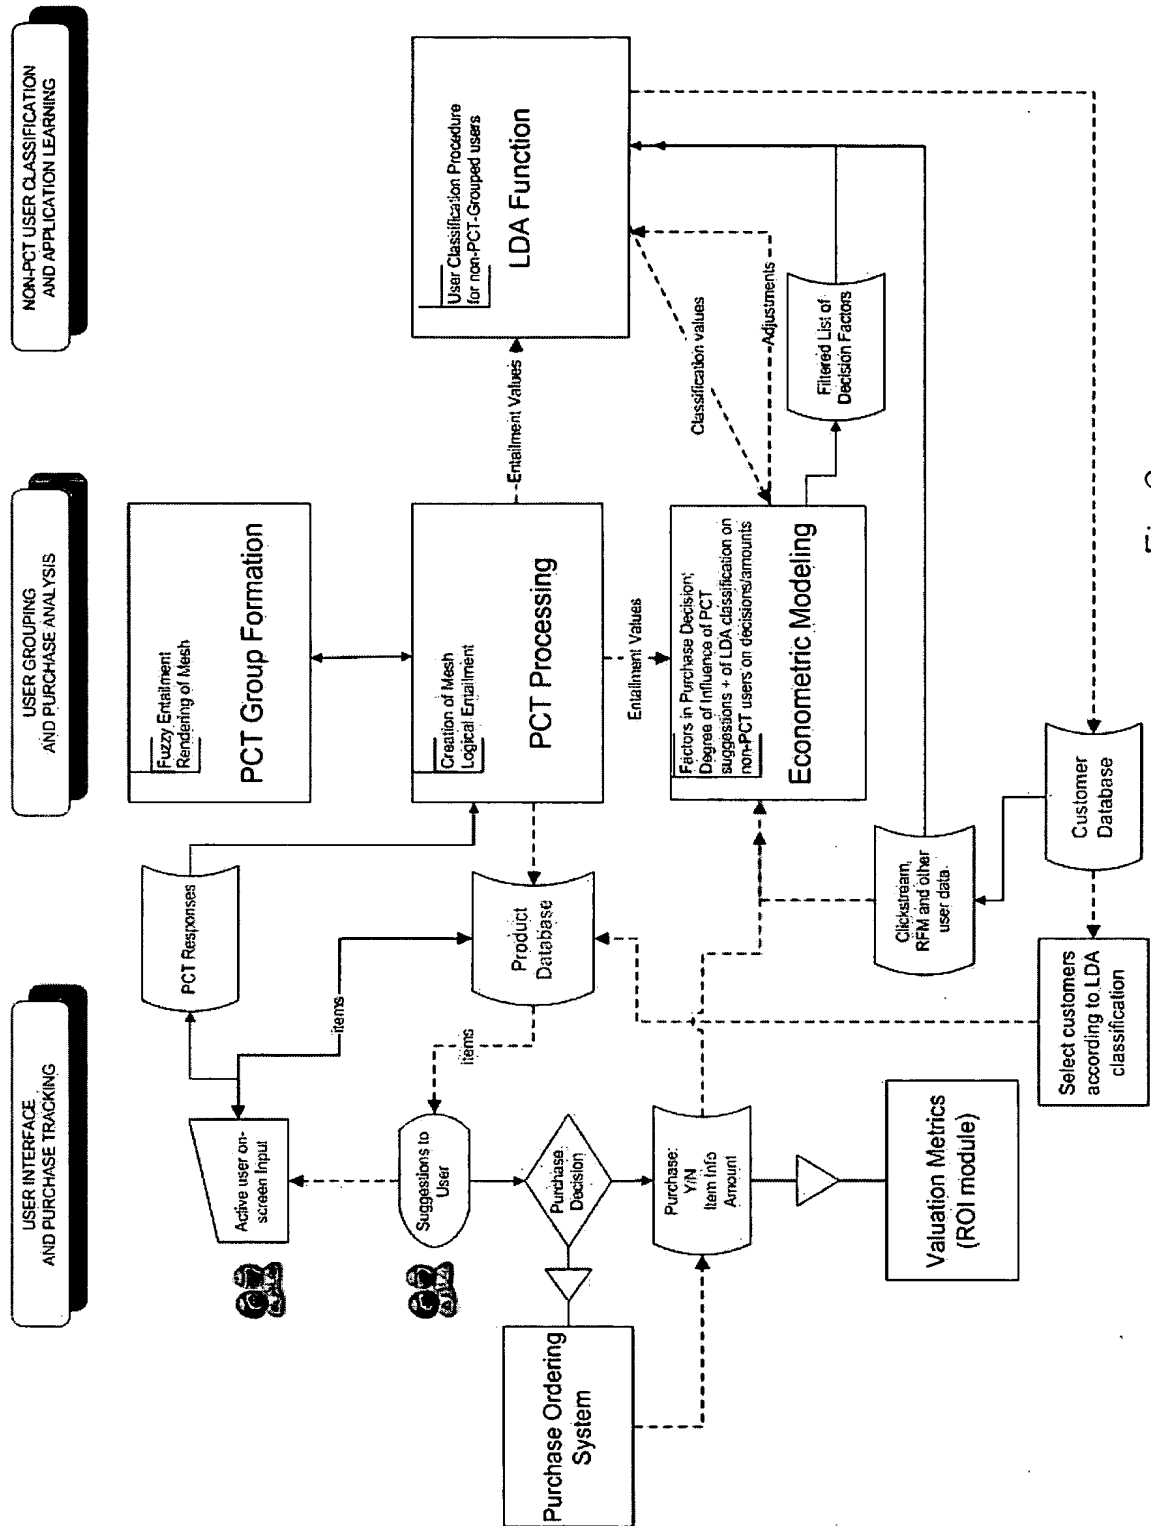 USER INTERFACE
AND PURCHASE TRACKING
USER GROUPING
AND PURCHASE ANALYSIS
NON-PCT USER CLASSIFICATION
AND APPLICATION LEARNING
Active user on-
screen Input
PCT Responses
items
Fuzzy Entailment
Rendering of Mesh
PCT Group Formation
Suggestions to
User
items
Product
Database
Creation of Mesh
Logical Entailment
PCT Processing
Entailment Values
User Classification Procedure
for non-PCT-Grouped users
LDA Function
Purchase Ordering
System
Purchase
Decision
Purchase:
Y/N
Item Info
Amount
Entailment Values
Factors in Purchase Decision;
Degree of Influence of PCT
suggestions + of LDA classification on
non-PCT users on decisions/amounts
Econometric Modeling
Classification values
Adjustments
Filtered List of
Decision Factors
Valuation Metrics
(ROI module)
Clickstream,
RFM and other
user data
Select customers
according to LDA
classification
Customer
Database